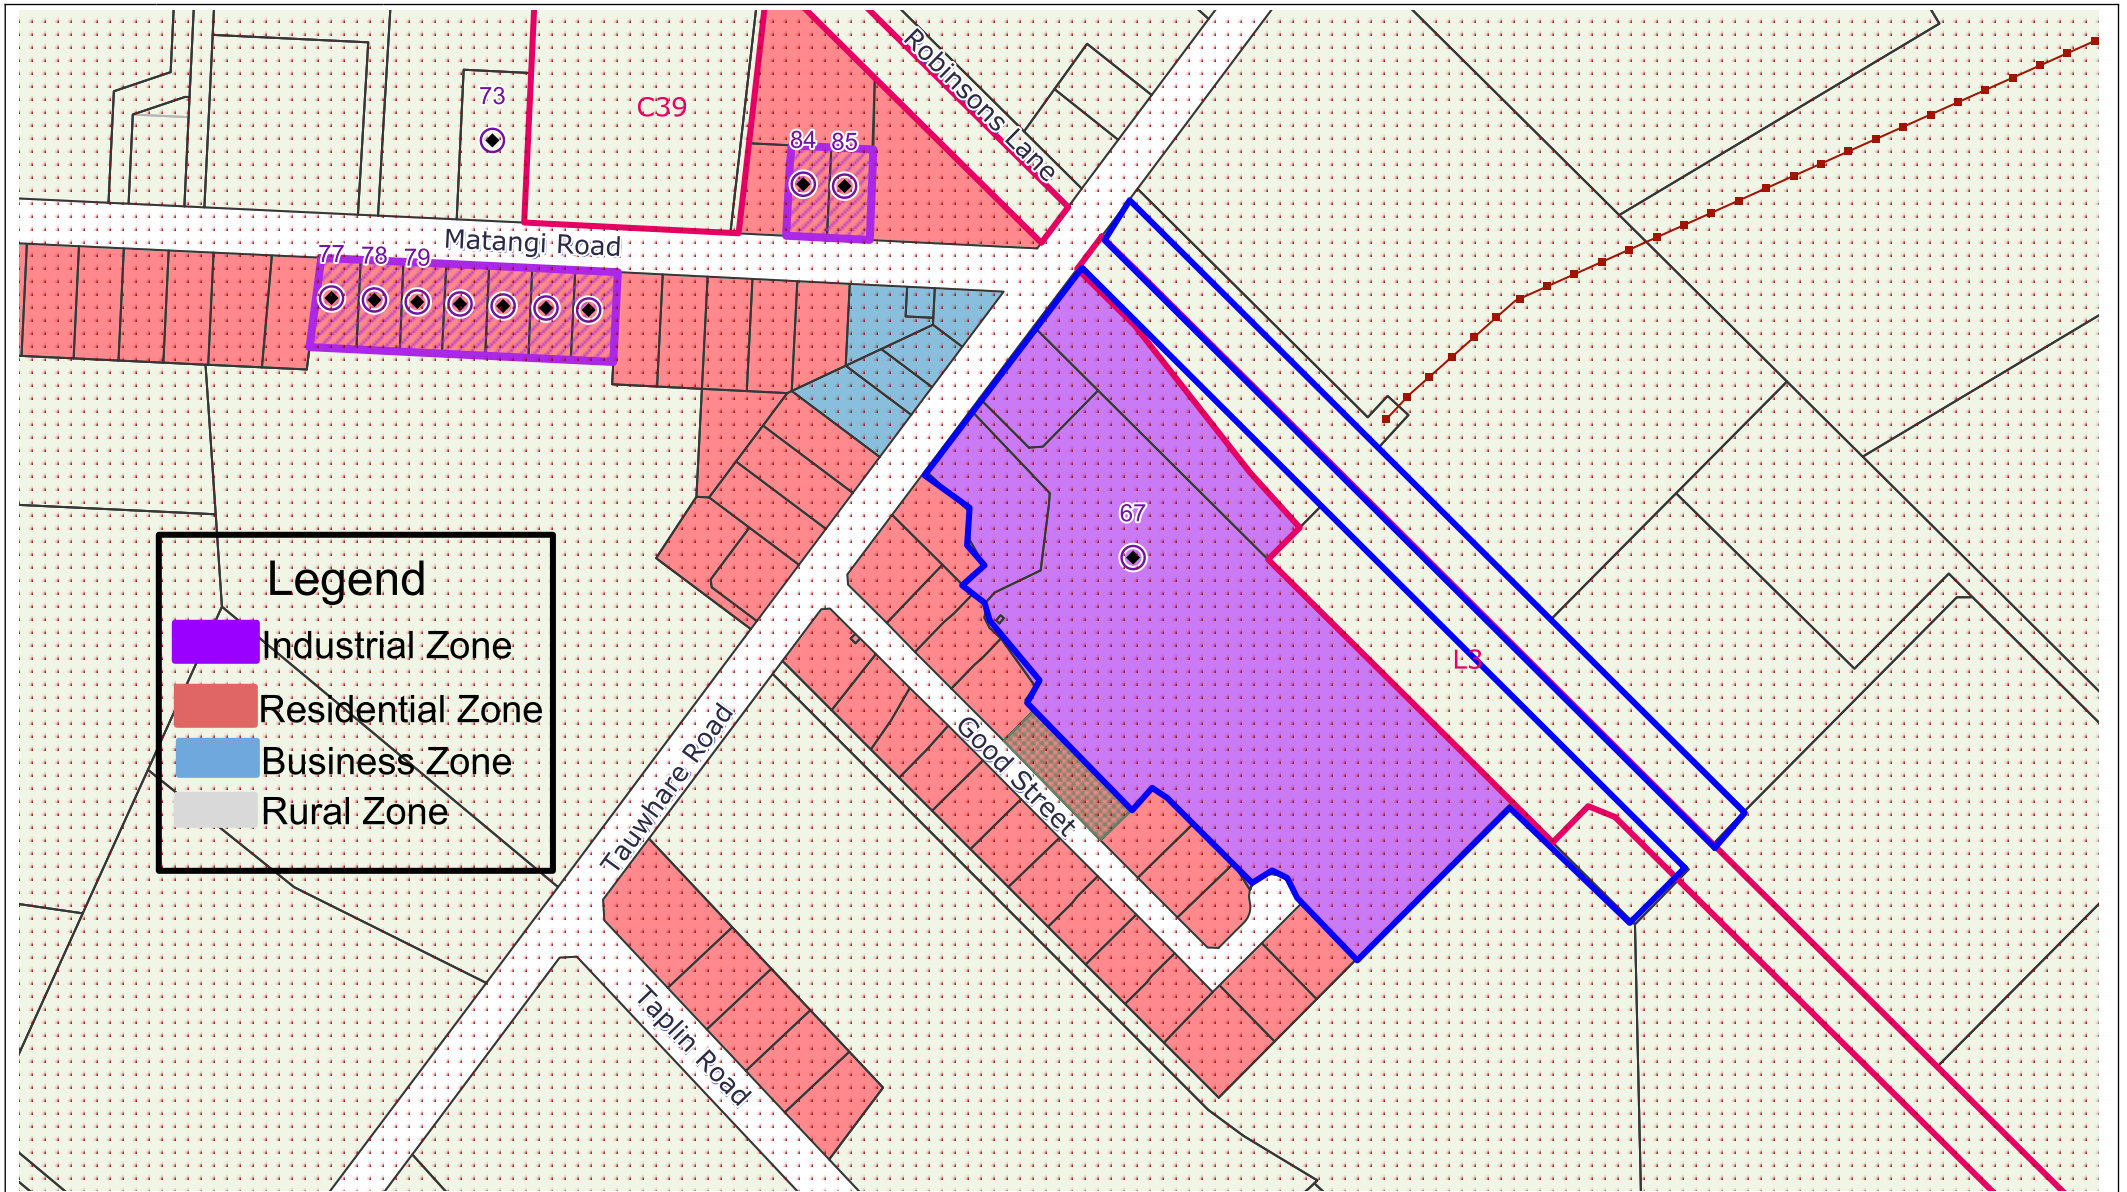 Robinsons Lane
73
C39
84 85
Matangi Road
77 78 79
67
Legend
Industrial Zone
Residential Zone
Business Zone
Rural Zone
L3
Good Street
Tauwhare Road
Taplin Road